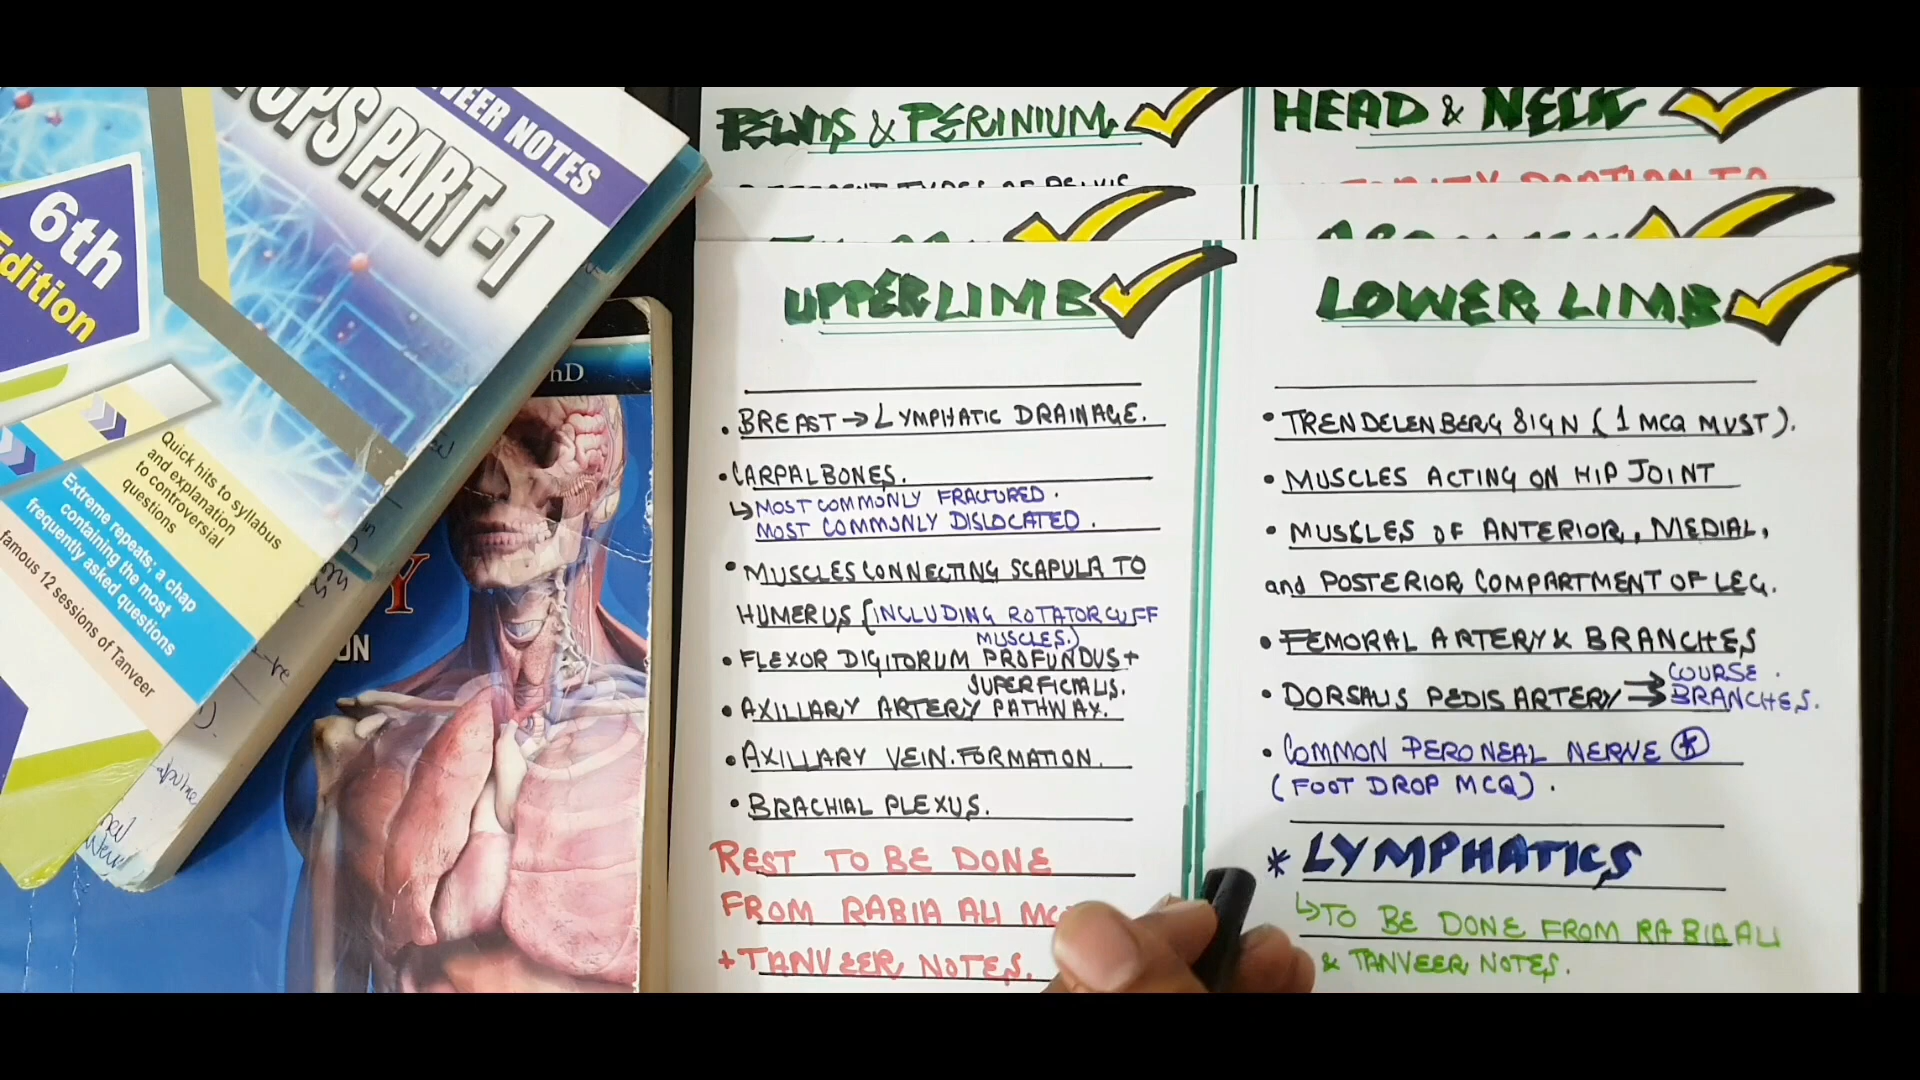 VEER NOTES
FCPS PART-1
6th
Edition
Quick hits to syllabus
and explanation
to controversial
questions
Extreme repeats; a chap
containing the most
frequently asked questions
famous 12 sessions of Tanveer
hD
Y
ON
PELVIS & PERINIUM
HEAD & NECK
UPPER LIMB
• BREAST → LYMPHATIC DRAINAGE.
• CARPAL BONES.
↳ MOST COMMONLY FRACTURED.
MOST COMMONLY DISLOCATED.
• MUSCLES CONNECTING SCAPULA TO
HUMERUS (INCLUDING ROTATOR CUFF
MUSCLES.)
• FLEXOR DIGITORUM PROFUNDUS +
SUPERFICIALIS.
• AXILLARY ARTERY PATHWAY.
• AXILLARY VEIN. FORMATION.
• BRACHIAL PLEXUS.
REST TO BE DONE
FROM RABIA ALI MC
+ TANVEER NOTES.
LOWER LIMB
• TRENDELENBERG SIGN (1 MCQ MUST).
• MUSCLES ACTING ON HIP JOINT
• MUSCLES OF ANTERIOR, MEDIAL,
and POSTERIOR COMPARTMENT OF LEG.
• FEMORAL ARTERY & BRANCHES
• DORSALIS PEDIS ARTERY → COURSE.
→ BRANCHES.
• COMMON PERONEAL NERVE *
(FOOT DROP MCQ).
* LYMPHATICS
↳ TO BE DONE FROM RABIA ALI
& TANVEER NOTES.